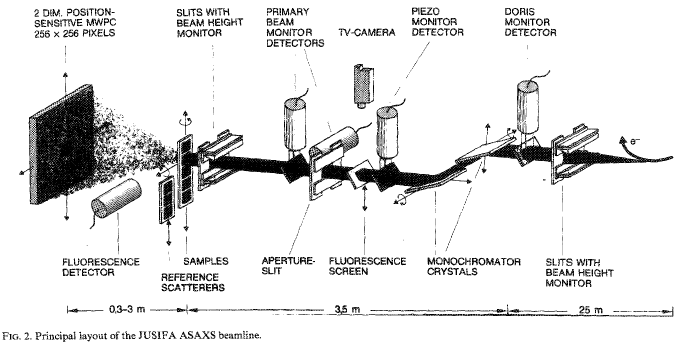 2 DIM. POSITION-
SENSITIVE MWPC
256 × 256 PIXELS
SLITS WITH
BEAM HEIGHT
MONITOR
PRIMARY
BEAM
MONITOR
DETECTORS
TV-CAMERA
PIEZO
MONITOR
DETECTOR
DORIS
MONITOR
DETECTOR
e⁻
FLUORESCENCE
DETECTOR
SAMPLES
REFERENCE
SCATTERERS
APERTURE-
SLIT
FLUORESCENCE
SCREEN
MONOCHROMATOR
CRYSTALS
SLITS WITH
BEAM HEIGHT
MONITOR
0,3-3 m
3,5 m
25 m
FIG. 2. Principal layout of the JUSIFA ASAXS beamline.